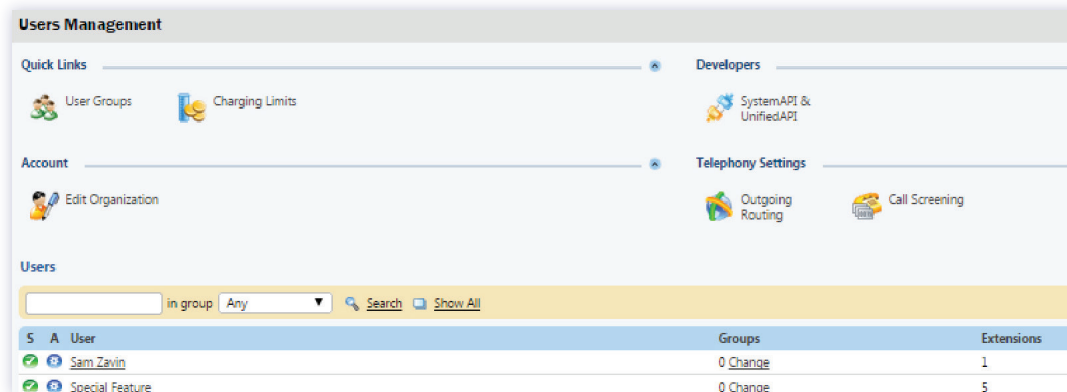 Users Management
Quick Links
Developers
User Groups
Charging Limits
SystemAPI &
UnifiedAPI
Account
Telephony Settings
Edit Organization
Outgoing
Routing
Call Screening
Users
in group Any Search Show All
S A User Groups Extensions
Sam Zavin 0 Change 1
Special Feature 0 Change 5